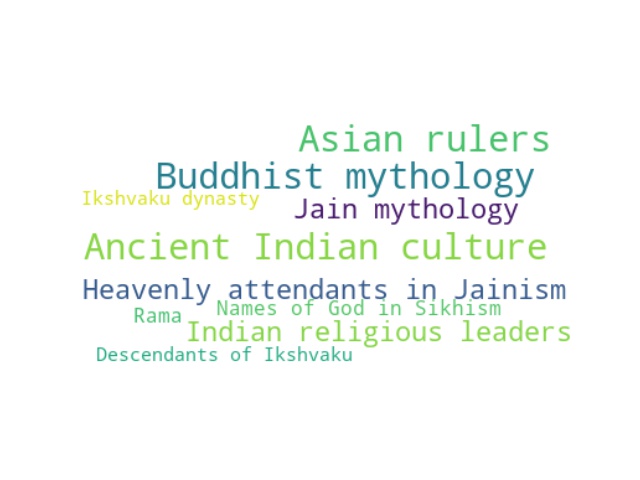 Asian rulers
Buddhist mythology
Ikshvaku dynasty
Jain mythology
Ancient Indian culture
Heavenly attendants in Jainism
Names of God in Sikhism
Rama
Indian religious leaders
Descendants of Ikshvaku